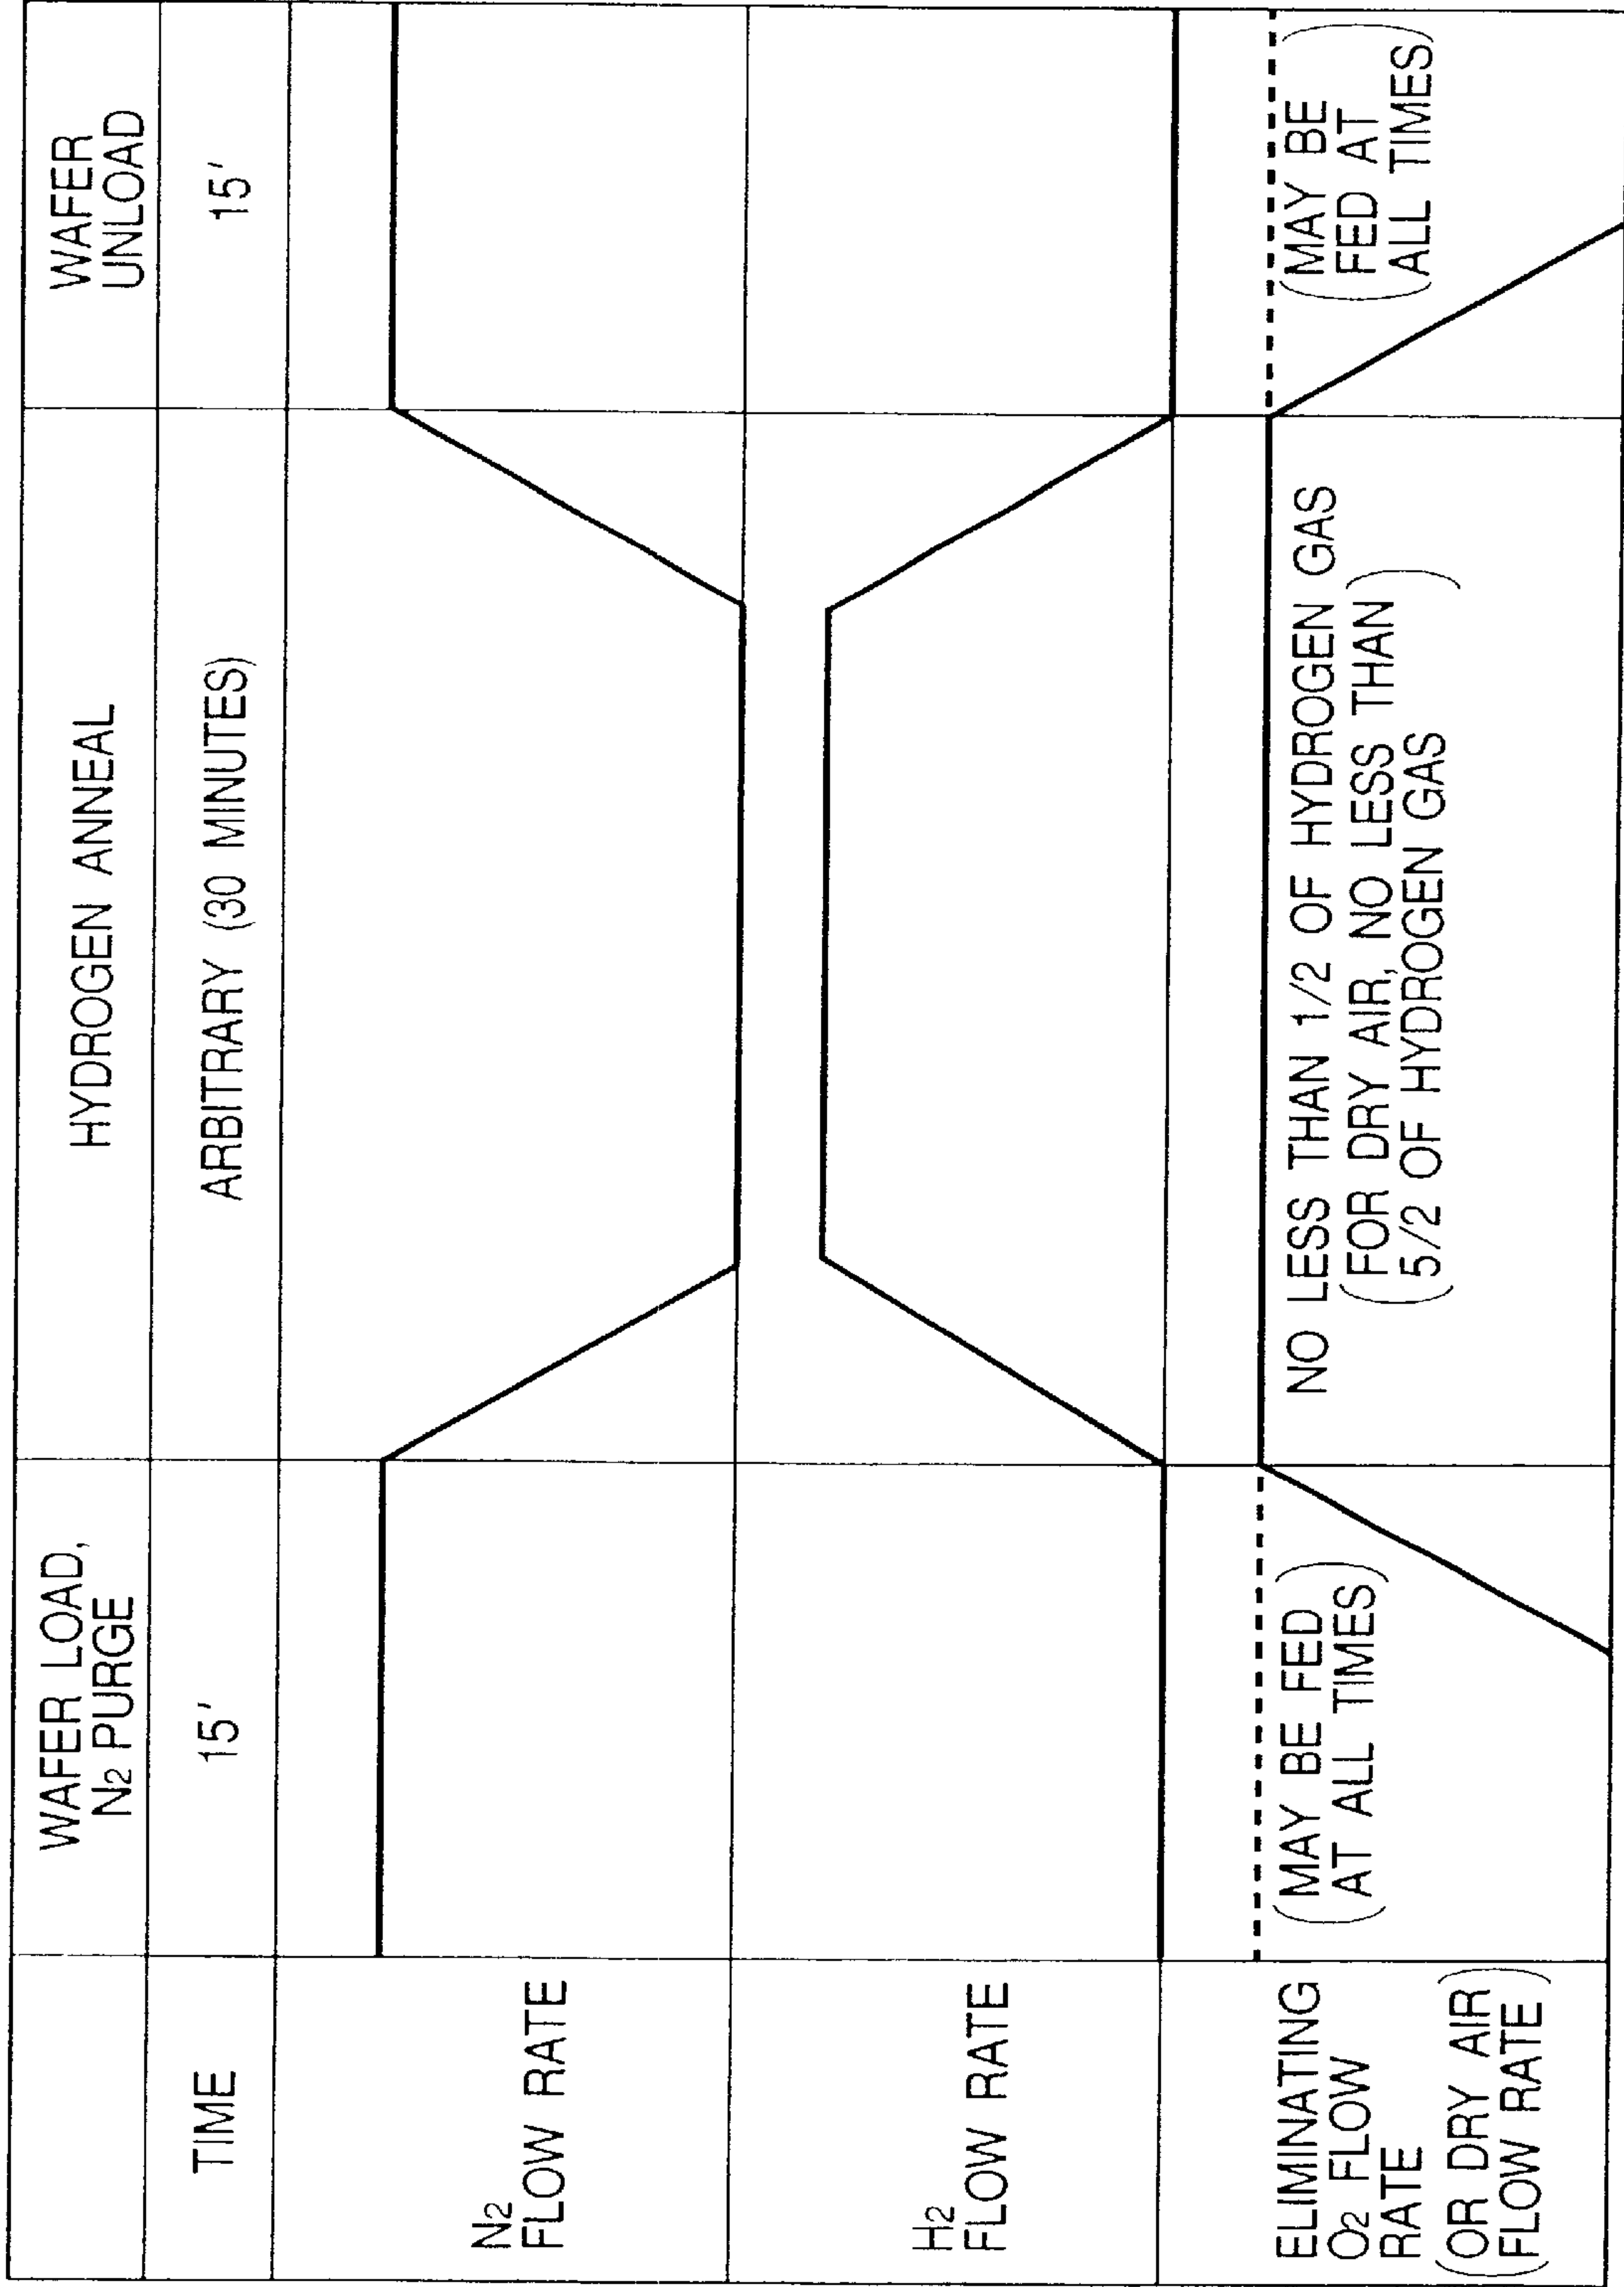 WAFER LOAD,
N2 PURGE
HYDROGEN ANNEAL
WAFER
UNLOAD
TIME
15′
ARBITRARY (30 MINUTES)
15′
N2
FLOW RATE
H2
FLOW RATE
ELIMINATING
O2 FLOW
RATE
(OR DRY AIR
FLOW RATE)
(MAY BE FED
AT ALL TIMES)
NO LESS THAN 1/2 OF HYDROGEN GAS
(FOR DRY AIR, NO LESS THAN
5/2 OF HYDROGEN GAS)
(MAY BE
FED AT
ALL TIMES)